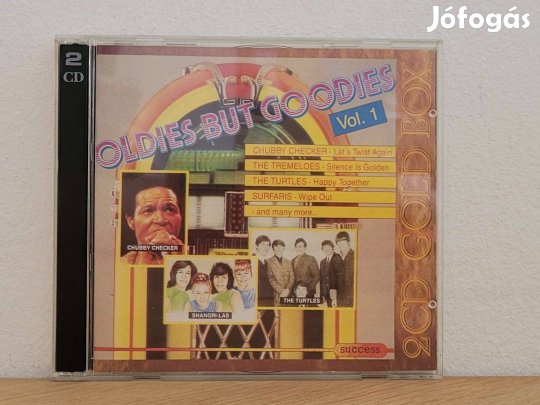 Jófogás
2
CD
OLDIES BUT GOODIES
Vol. 1
CHUBBY CHECKER - Let's Twist Again
THE TREMELOES - Silence is Golden
THE TURTLES - Happy Together
SURFARIS - Wipe Out
- and many more...
CHUBBY CHECKER
SHANGRI-LAS
THE TURTLES
success
2CD GOLD BOX